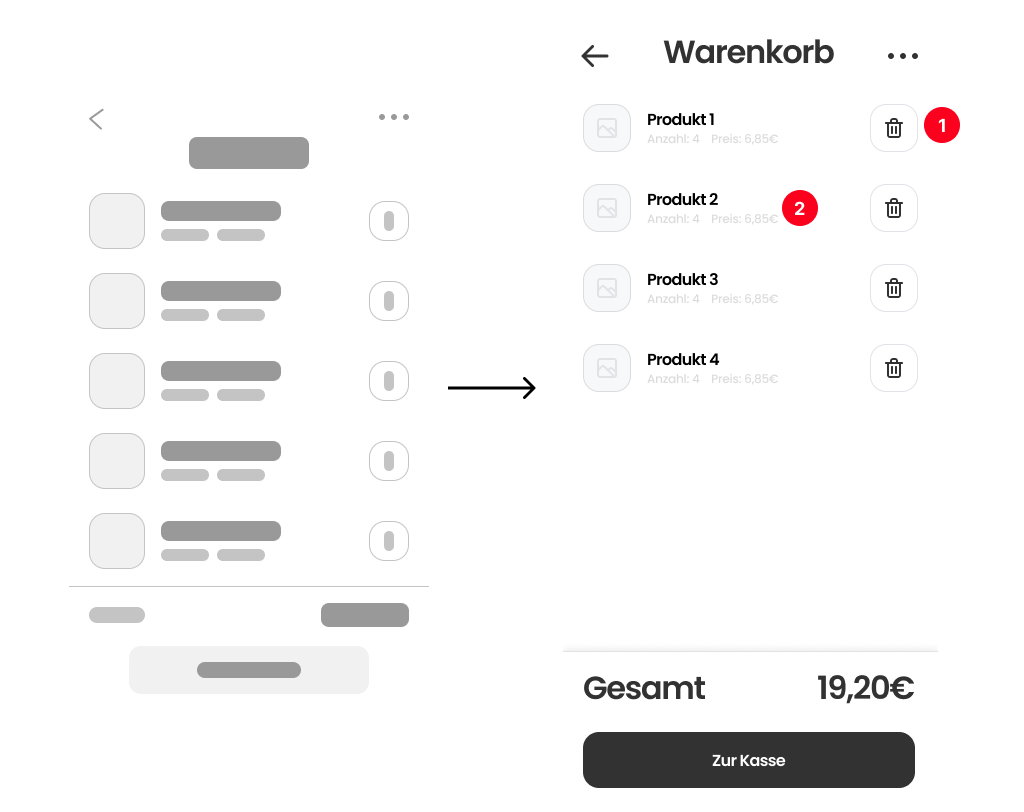 Warenkorb
Produkt 1
Anzahl: 4 Preis: 6,85€
1
Produkt 2
Anzahl: 4 Preis: 6,85€
2
Produkt 3
Anzahl: 4 Preis: 6,85€
Produkt 4
Anzahl: 4 Preis: 6,85€
Gesamt 19,20€
Zur Kasse